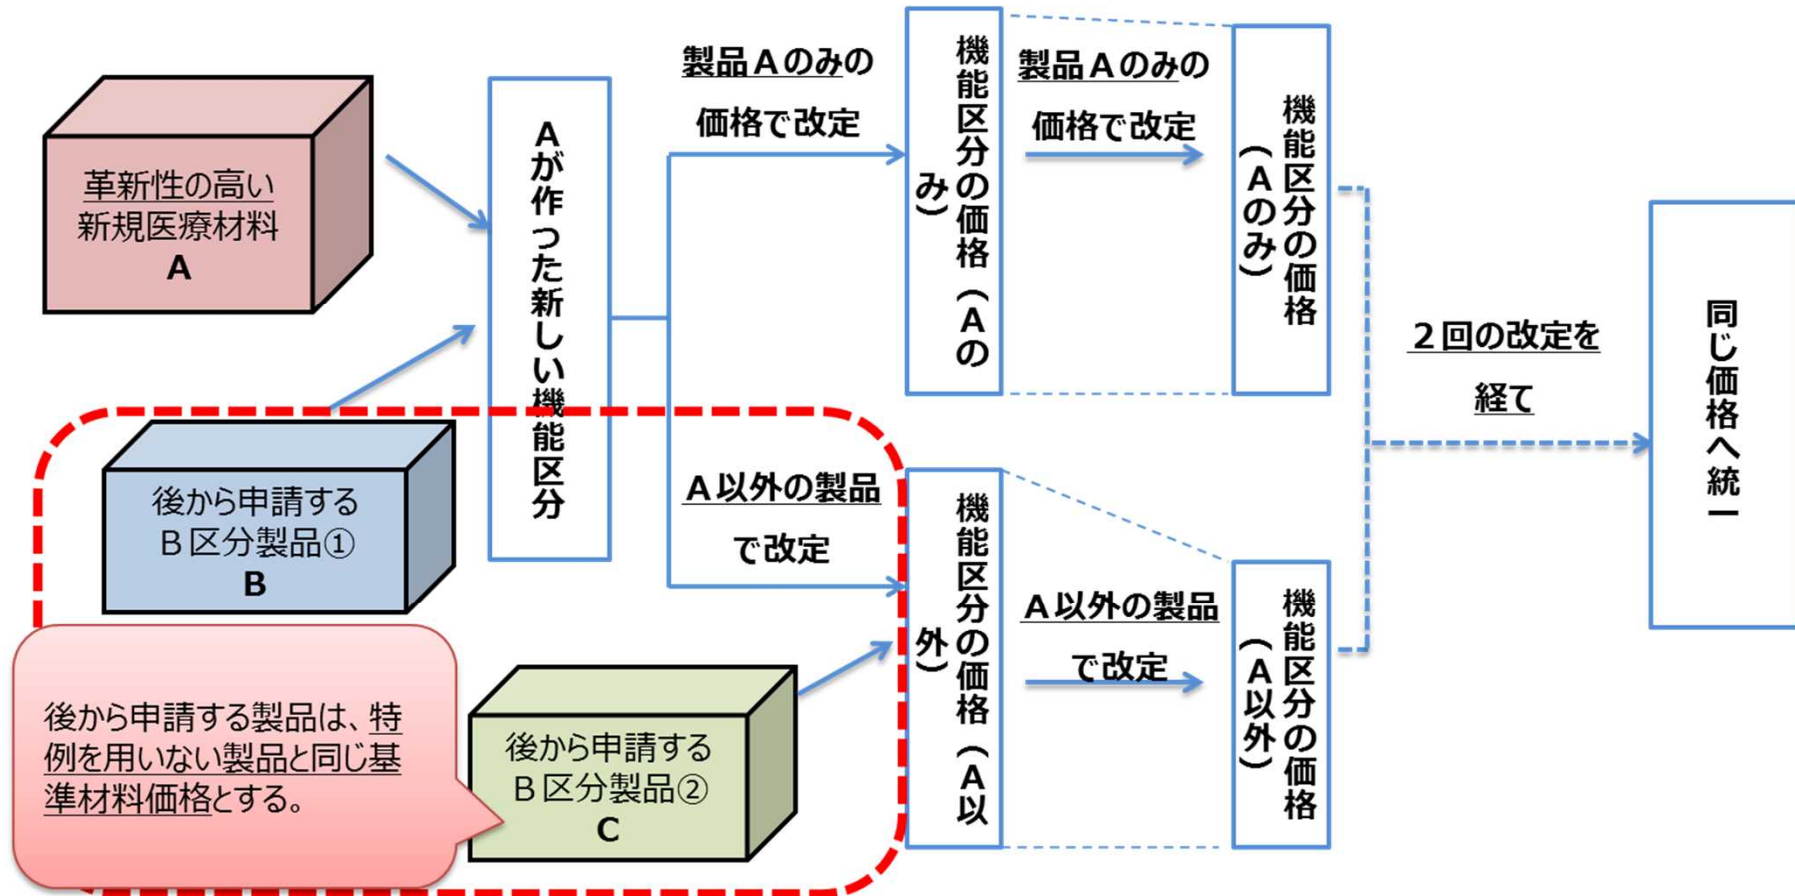 革新性の高い
新規医療材料
A
後から申請する
B区分製品①
B
後から申請する製品は、特
例を用いない製品と同じ基
準材料価格とする。
後から申請する
B区分製品②
C
Aが作った新しい機能区分
製品Aのみの
価格で改定
A以外の製品
で改定
機能区分の価格（Aの
み）
機能区分の価格（A以
外）
製品Aのみの
価格で改定
A以外の製品
で改定
機能区分の価格
（Aのみ）
機能区分の価格
（A以外）
２回の改定を
経て
同じ価格へ統一